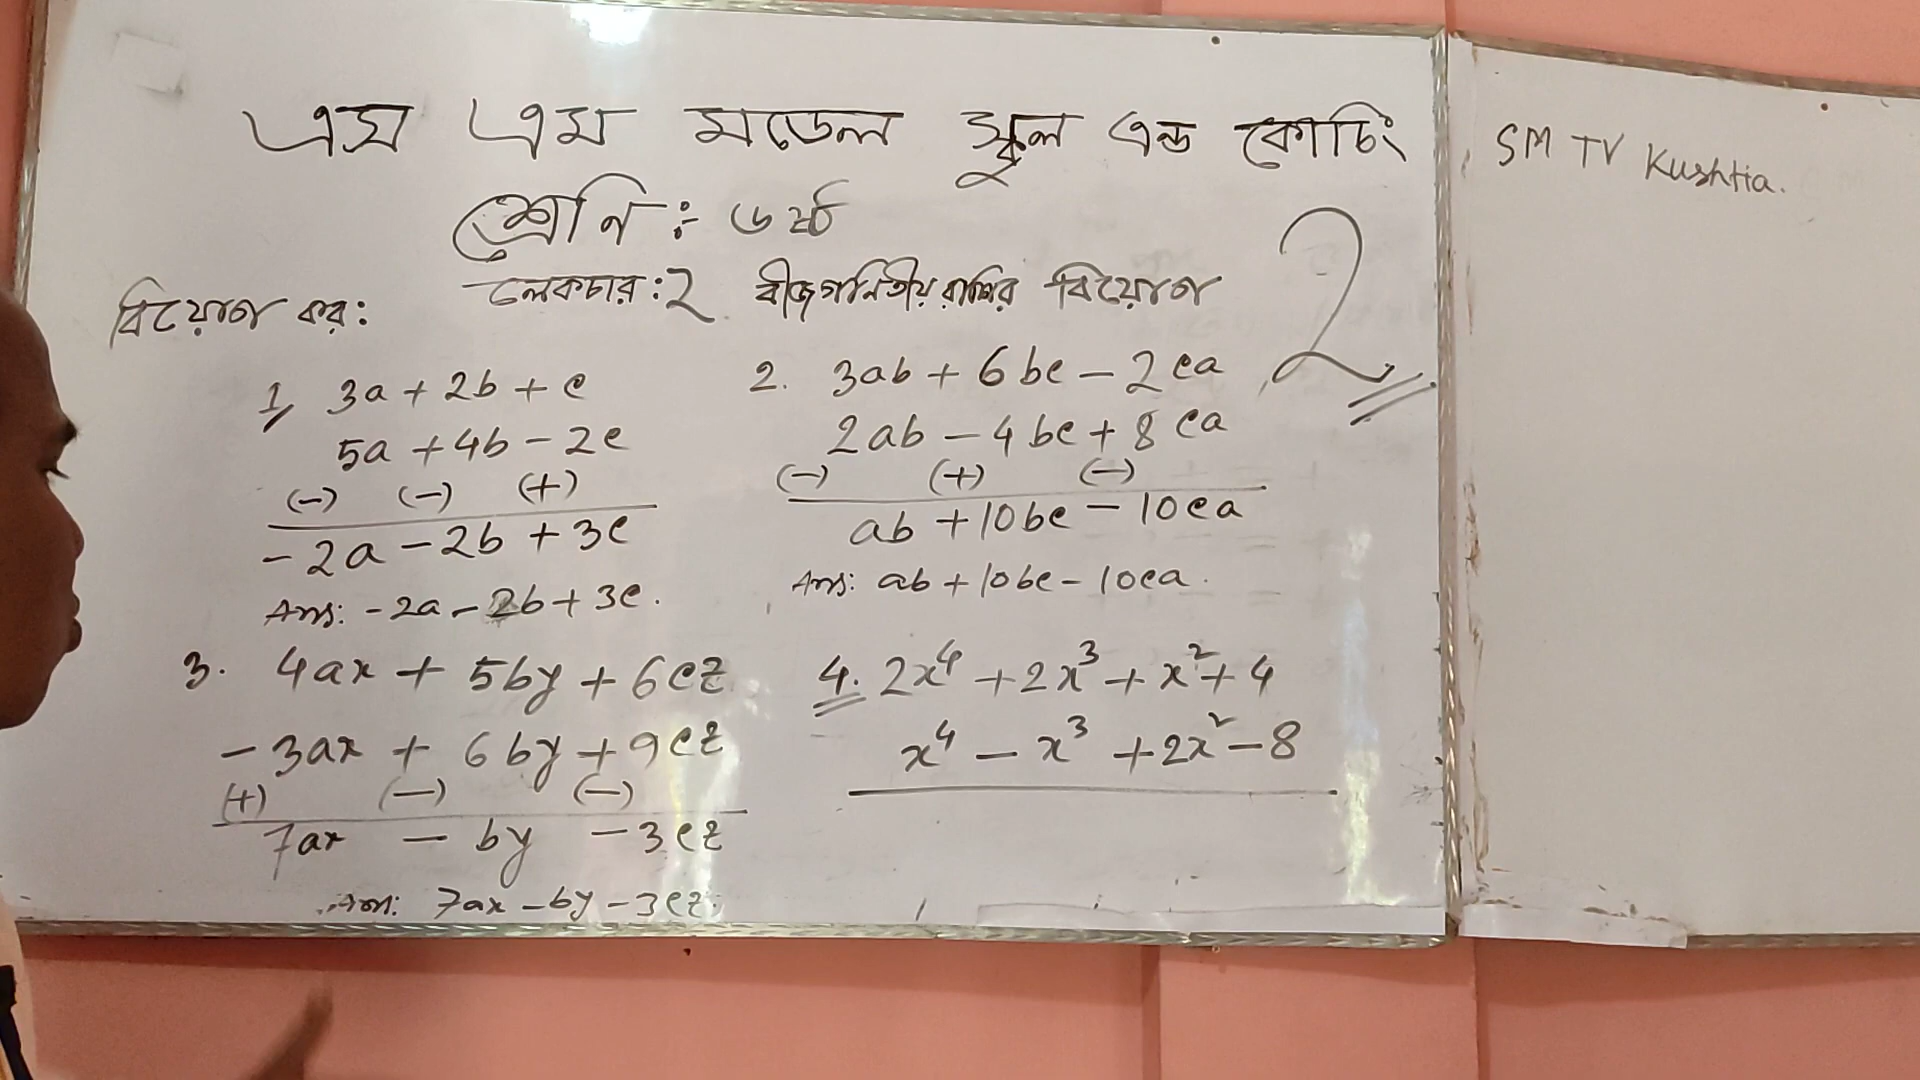 এস এম মডেল স্কুল এন্ড কোচিং
শ্রেণি : ৬ষ্ঠ
লেকচার : 2 বীজগনিতীয় রাশির বিয়োগ
2
বিয়োগ কর:
1, 3a + 2b + c
5a + 4b - 2c
(-) (-) (+)
-2a - 2b + 3c
Ans: -2a - 2b + 3c.
2. 3ab + 6bc - 2ca
2ab - 4bc + 8ca
(-) (+) (-)
ab + 10bc - 10ca
Ans: ab + 10bc - 10ca.
3. 4ax + 5by + 6cz
-3ax + 6by + 9cz
(+) (-) (-)
7ax - by - 3cz
Ans: 7ax - by - 3cz,
4. 2x⁴ + 2x³ + x² + 4
x⁴ - x³ + 2x² - 8
SM TV Kushtia.